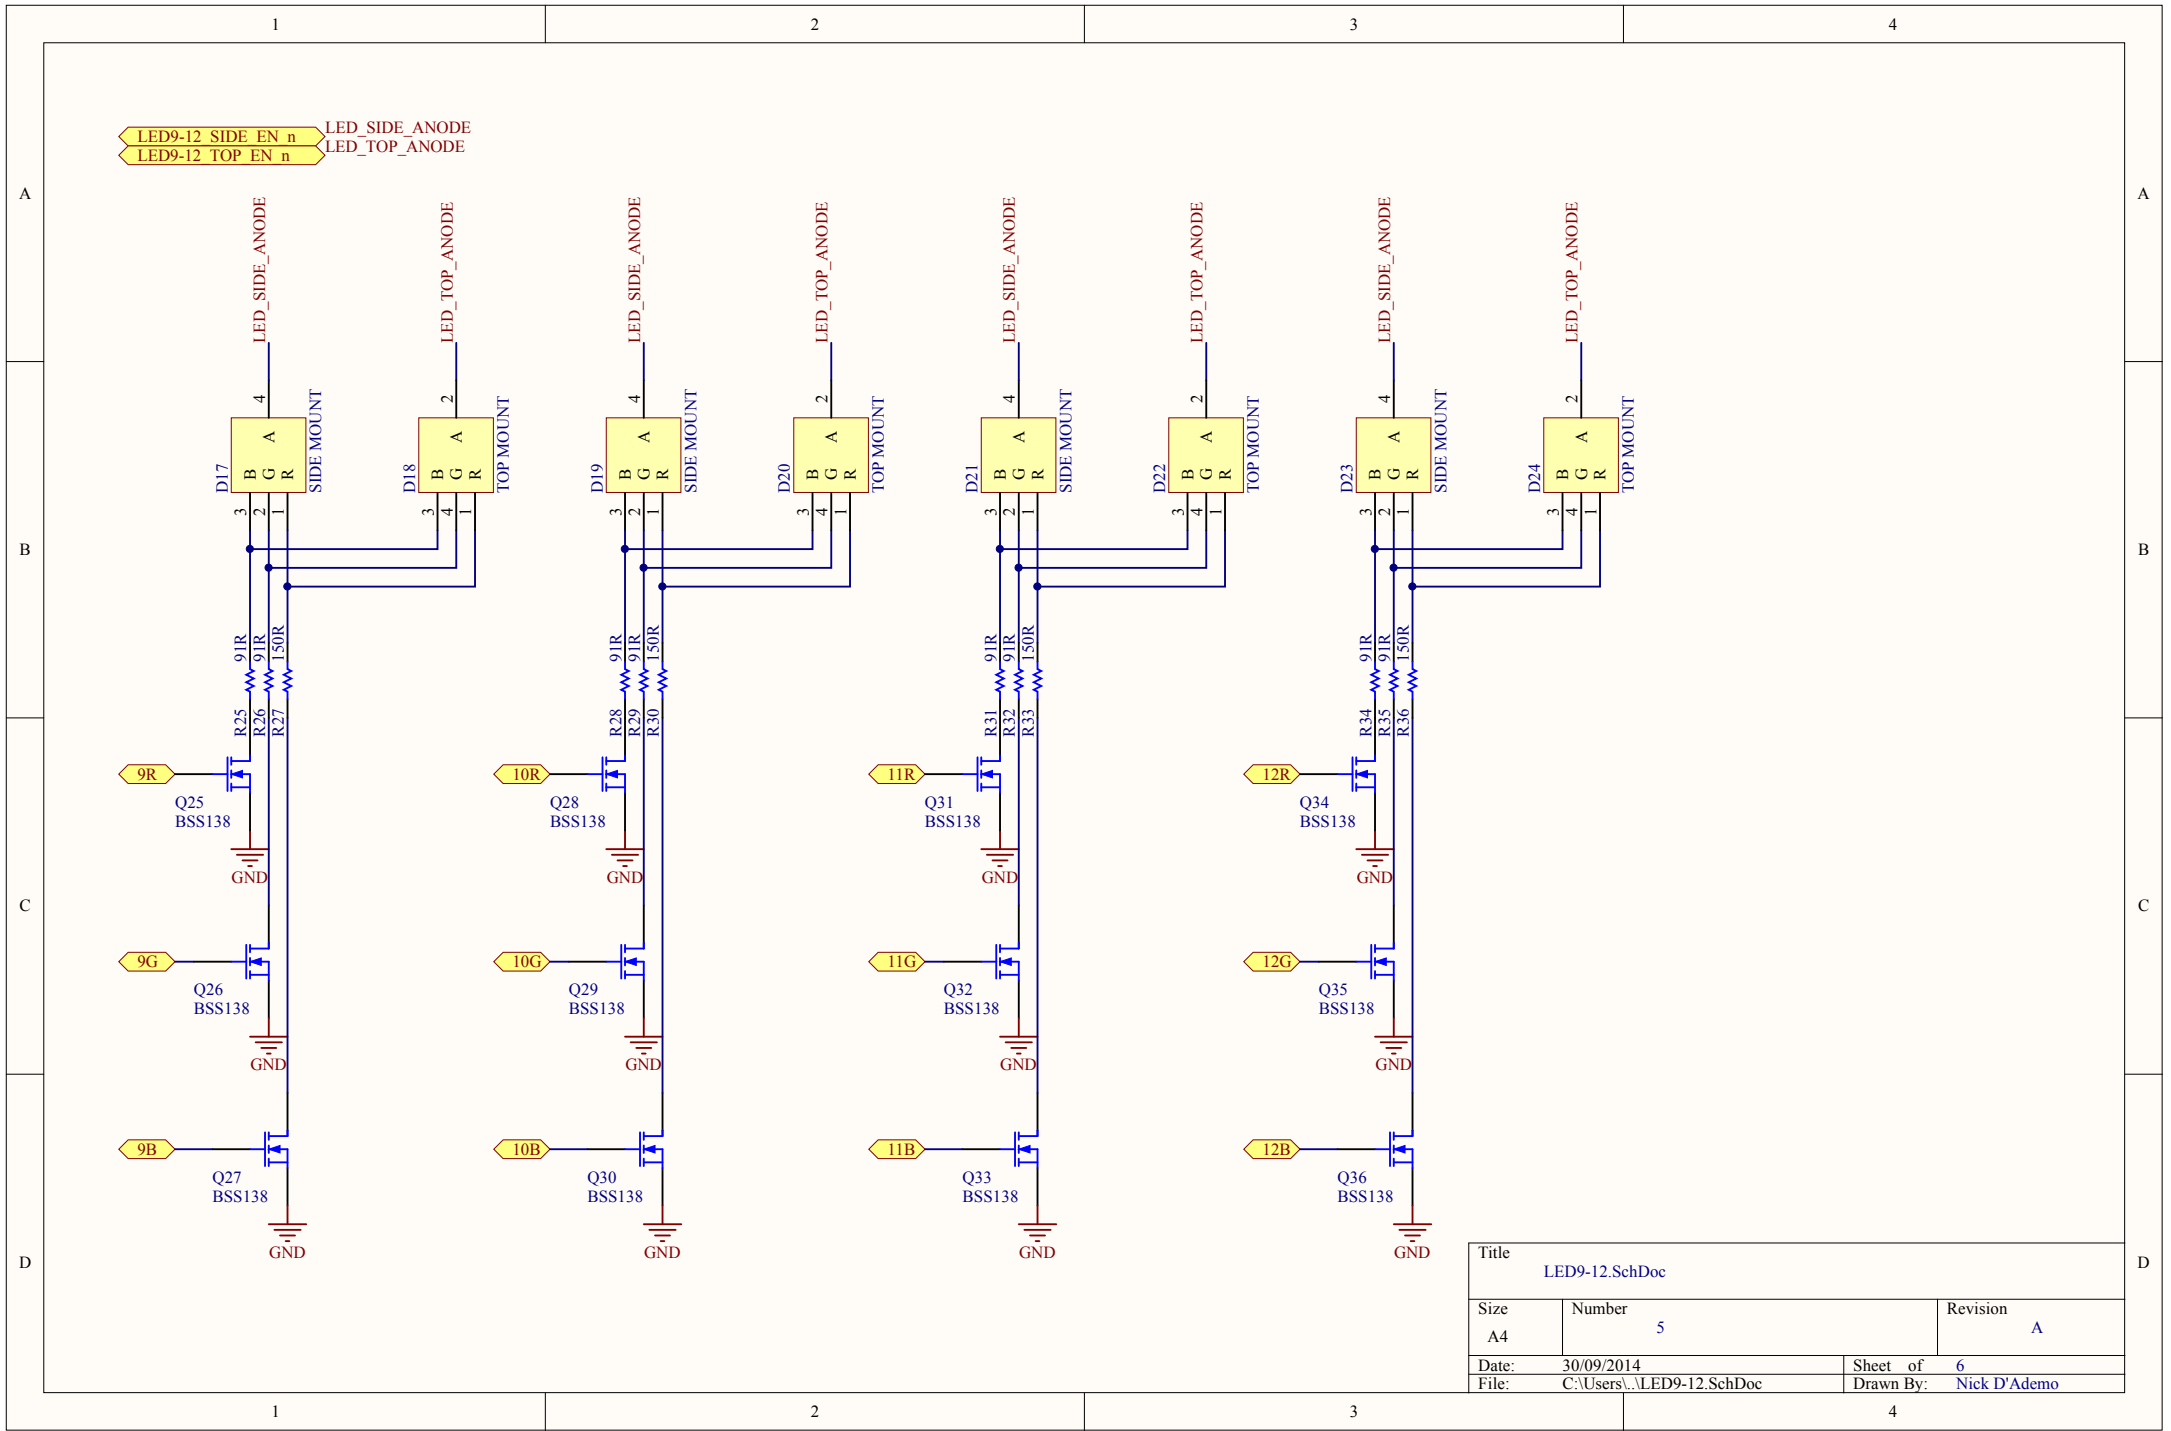 1 2 3 4
LED9-12_SIDE_EN_n LED_SIDE_ANODE
LED9-12_TOP_EN_n LED_TOP_ANODE
A A
LED_SIDE_ANODE LED_TOP_ANODE LED_SIDE_ANODE LED_TOP_ANODE LED_SIDE_ANODE LED_TOP_ANODE LED_SIDE_ANODE LED_TOP_ANODE
4 2 4 2 4 2 4 2
A A A A A A A A
D17 B G R SIDE MOUNT D18 B G R TOP MOUNT D19 B G R SIDE MOUNT D20 B G R TOP MOUNT D21 B G R SIDE MOUNT D22 B G R TOP MOUNT D23 B G R SIDE MOUNT D24 B G R TOP MOUNT
3 2 1 3 4 1 3 2 1 3 4 1 3 2 1 3 4 1 3 2 1 3 4 1
B B
91R 91R 150R 91R 91R 150R 91R 91R 150R 91R 91R 150R
R25 R26 R27 R28 R29 R30 R31 R32 R33 R34 R35 R36
9R 10R 11R 12R
Q25 Q28 Q31 Q34
BSS138 BSS138 BSS138 BSS138
GND GND GND GND
C C
9G 10G 11G 12G
Q26 Q29 Q32 Q35
BSS138 BSS138 BSS138 BSS138
GND GND GND GND
9B 10B 11B 12B
Q27 Q30 Q33 Q36
BSS138 BSS138 BSS138 BSS138
GND GND GND GND
D D
Title
LED9-12.SchDoc
Size Number Revision
A4 5 A
Date: 30/09/2014 Sheet of 6
File: C:\Users\..\LED9-12.SchDoc Drawn By: Nick D'Ademo
1 2 3 4